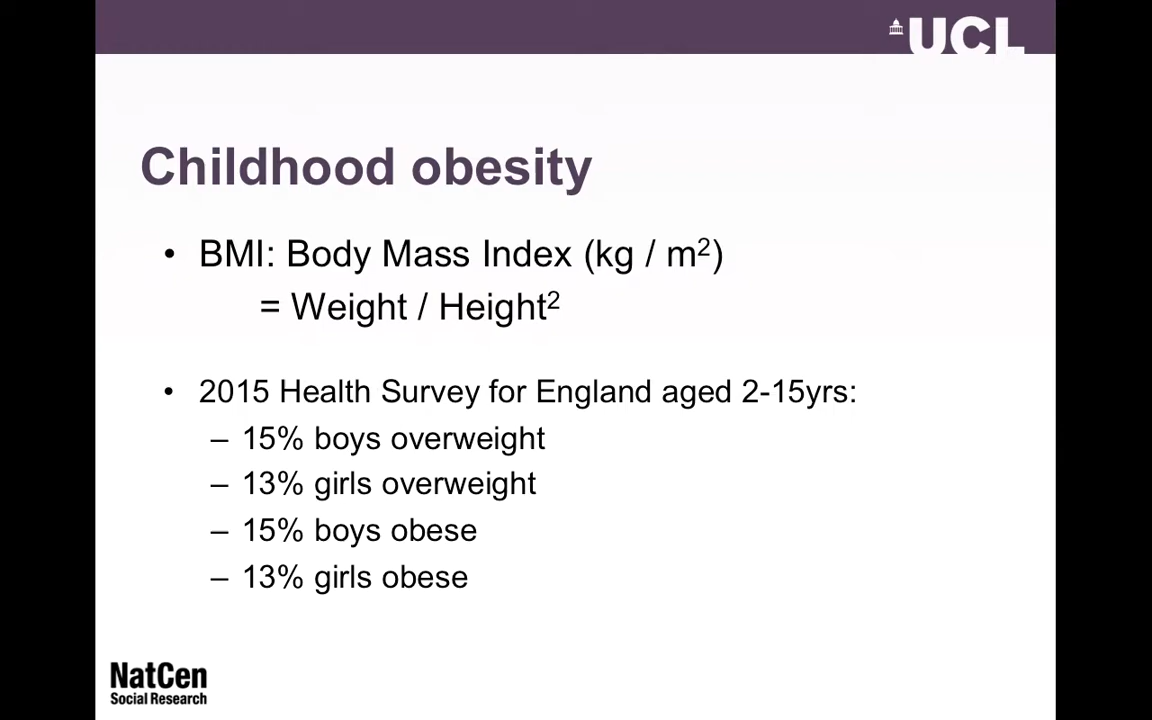 UCL
Childhood obesity
• BMI: Body Mass Index (kg / m²)
= Weight / Height²
• 2015 Health Survey for England aged 2-15yrs:
– 15% boys overweight
– 13% girls overweight
– 15% boys obese
– 13% girls obese
NatCen
Social Research